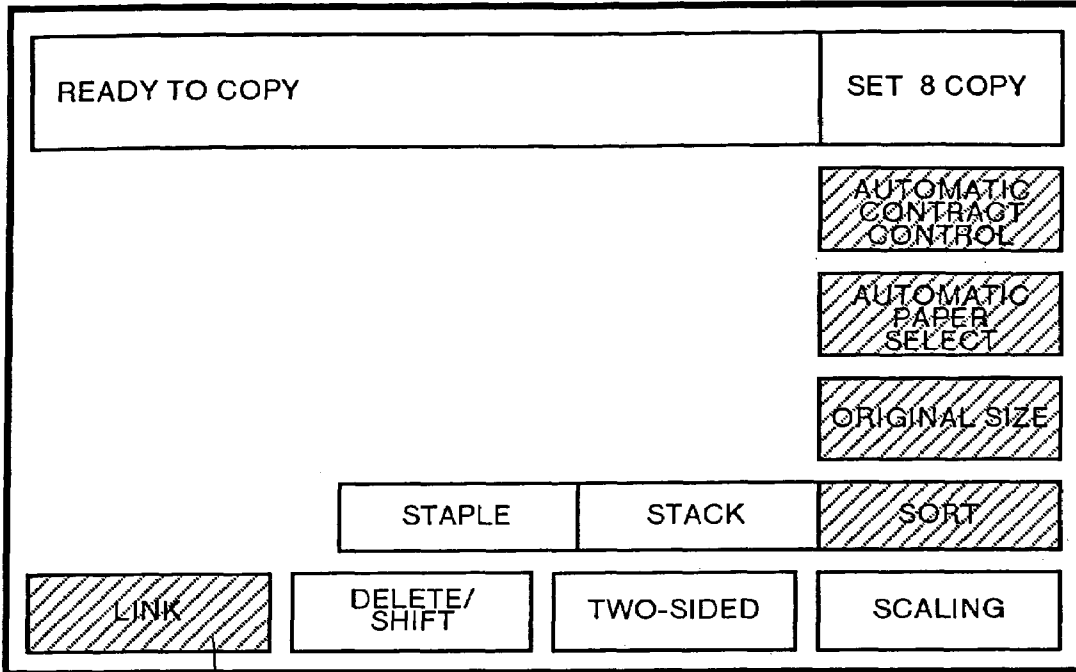 READY TO COPY
SET 8 COPY
AUTOMATIC
CONTRACT
CONTROL
AUTOMATIC
PAPER
SELECT
ORIGINAL SIZE
STAPLE
STACK
SORT
LINK
DELETE/
SHIFT
TWO-SIDED
SCALING